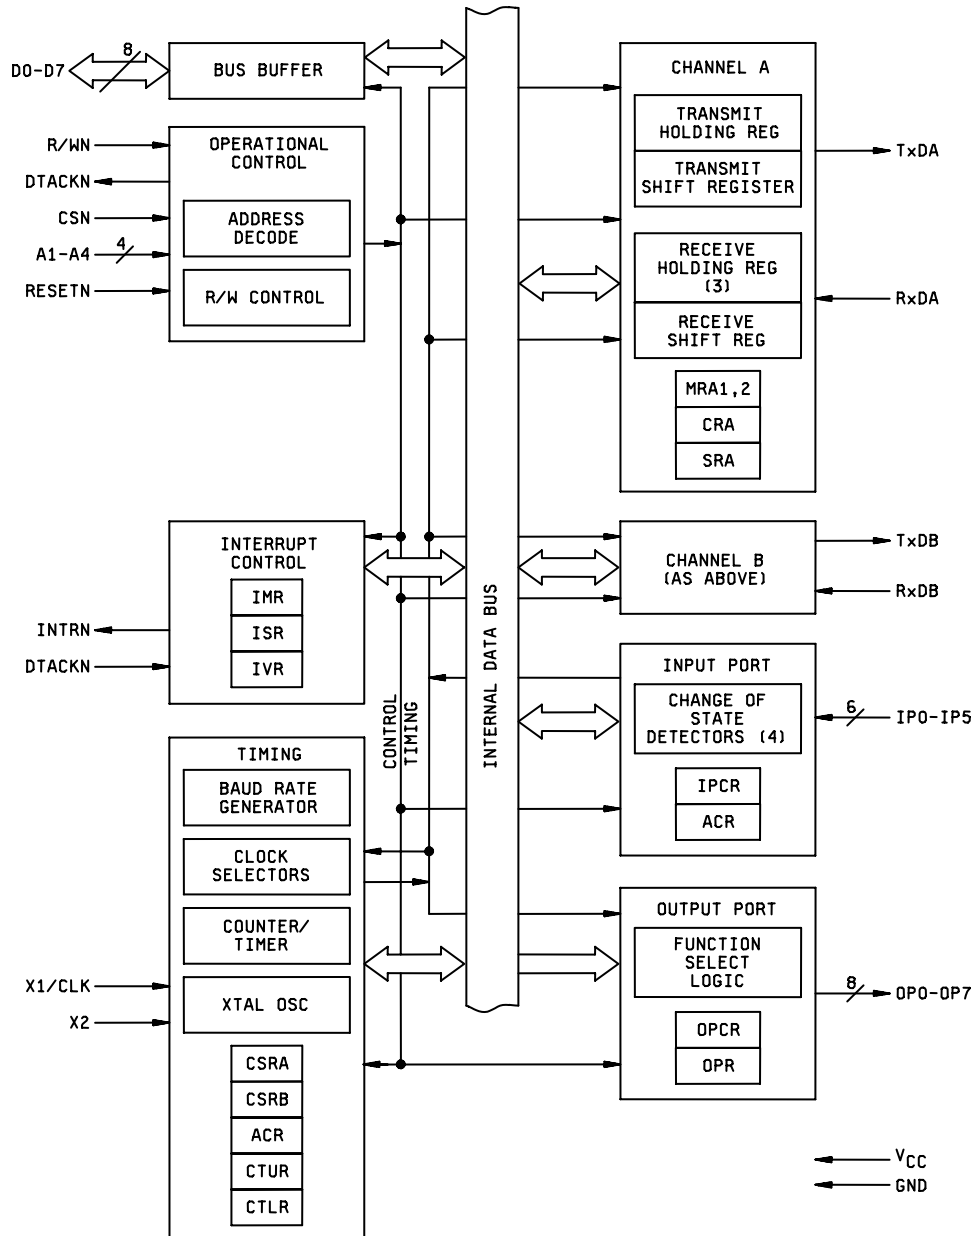 8
D0-D7
BUS BUFFER
R/WN
DTACKN
CSN
A1-A4
4
RESETN
OPERATIONAL
CONTROL
ADDRESS
DECODE
R/W CONTROL
INTRN
DTACKN
INTERRUPT
CONTROL
IMR
ISR
IVR
TIMING
BAUD RATE
GENERATOR
CLOCK
SELECTORS
COUNTER/
TIMER
X1/CLK
X2
XTAL OSC
CSRA
CSRB
ACR
CTUR
CTLR
CONTROL
TIMING
INTERNAL DATA BUS
CHANNEL A
TRANSMIT
HOLDING REG
TRANSMIT
SHIFT REGISTER
RECEIVE
HOLDING REG
(3)
RECEIVE
SHIFT REG
MRA1,2
CRA
SRA
TxDA
RxDA
CHANNEL B
(AS ABOVE)
TxDB
RxDB
INPUT PORT
CHANGE OF
STATE
DETECTORS (4)
IPCR
ACR
6
IP0-IP5
OUTPUT PORT
FUNCTION
SELECT
LOGIC
OPCR
OPR
8
OP0-OP7
VCC
GND